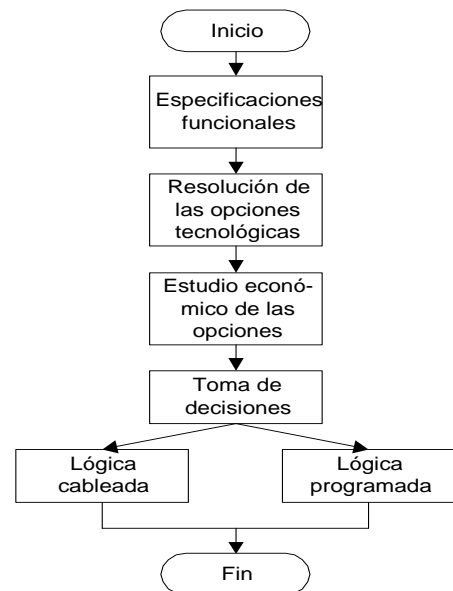 Inicio
Especificaciones
funcionales
Resolución de
las opciones
tecnológicas
Estudio econó-
mico de las
opciones
Toma de
decisiones
Lógica
cableada
Lógica
programada
Fin